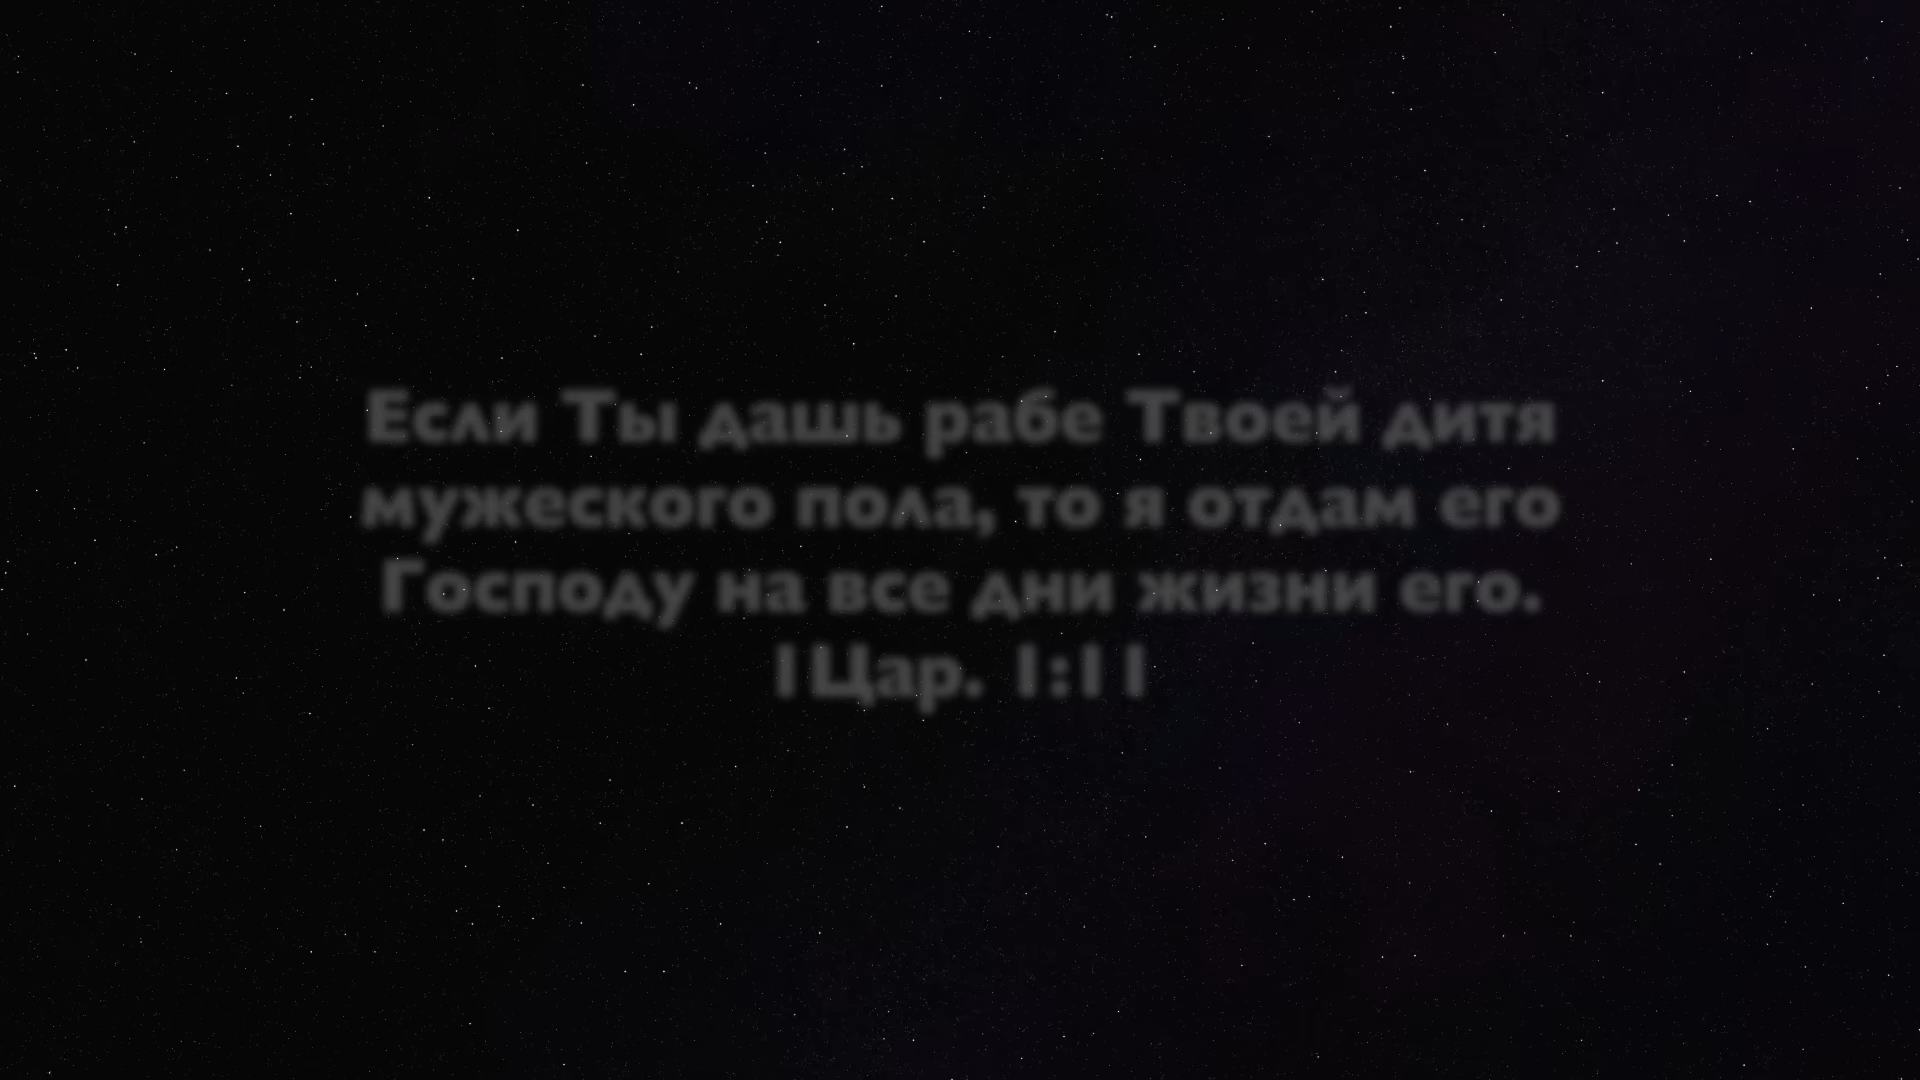 Если Ты дашь рабе Твоей дитя
мужеского пола, то я отдам его
Господу на все дни жизни его.
1Цар. 1:11